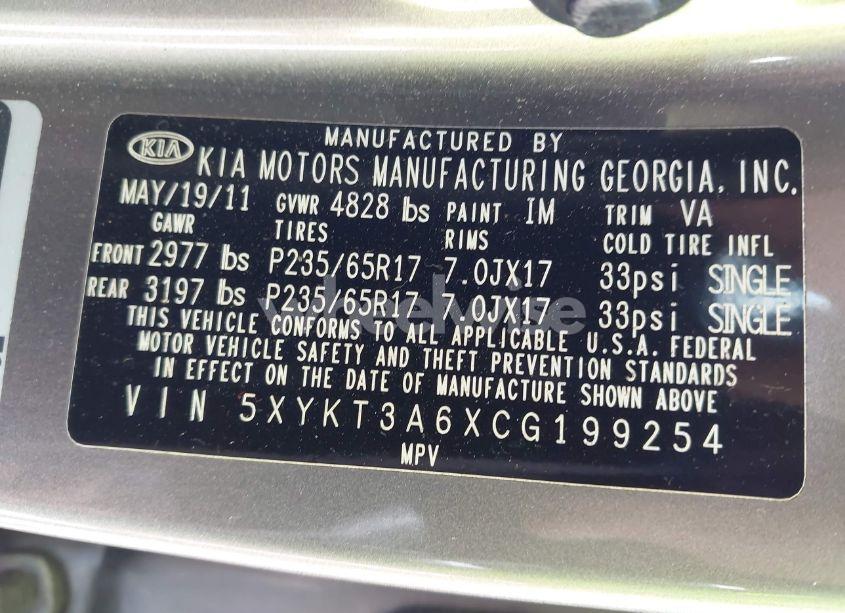 MANUFACTURED BY
KIA KIA MOTORS MANUFACTURING GEORGIA, INC.
MAY/19/11 GVWR 4828 lbs PAINT IM TRIM VA
GAWR TIRES RIMS COLD TIRE INFL
FRONT 2977 lbs P235/65R17 7.0JX17 33psi SINGLE
REAR 3197 lbs P235/65R17 7.0JX17 33psi SINGLE
THIS VEHICLE CONFORMS TO ALL APPLICABLE U.S.A. FEDERAL
MOTOR VEHICLE SAFETY AND THEFT PREVENTION STANDARDS
IN EFFECT ON THE DATE OF MANUFACTURE SHOWN ABOVE
VIN 5XYKT3A6XCG199254
MPV